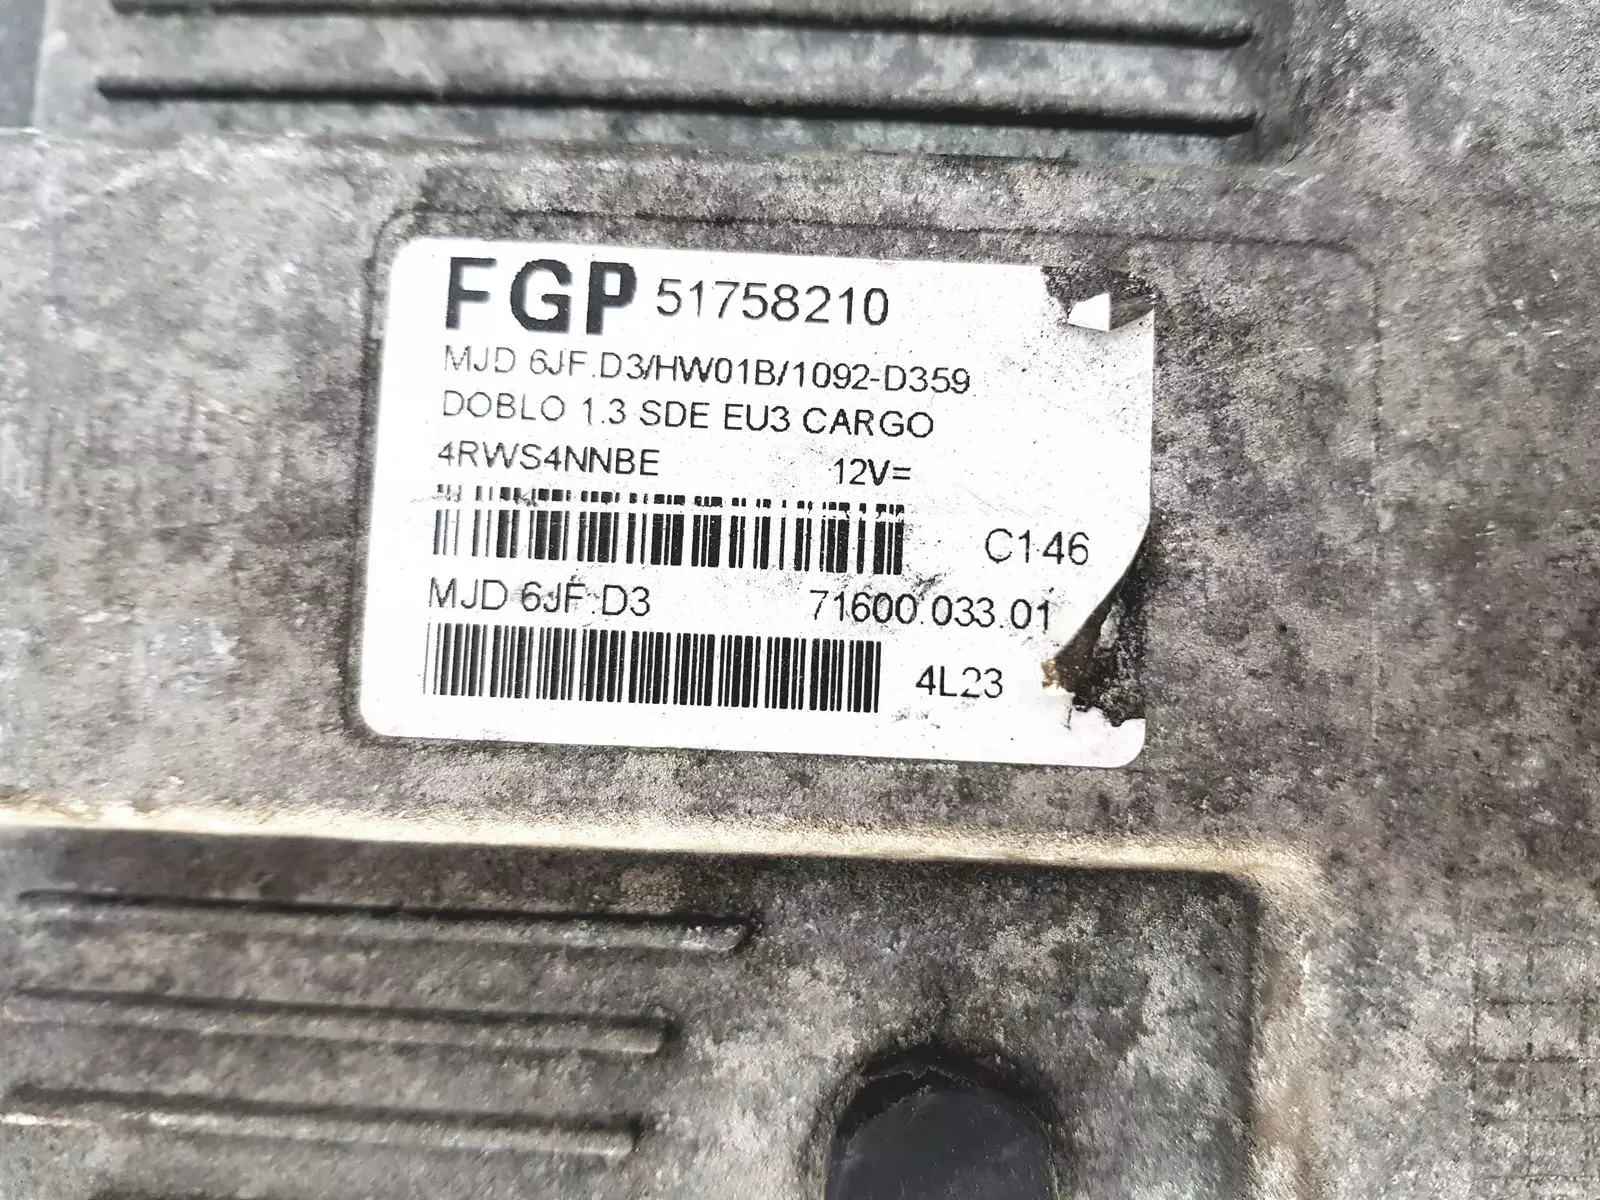 FGP 51758210
MJD 6JF.D3/HW01B/1092-D359
DOBLO 1.3 SDE EU3 CARGO
4RWS4NNBE 12V=
C146
MJD 6JF.D3 71600.033.01
4L23